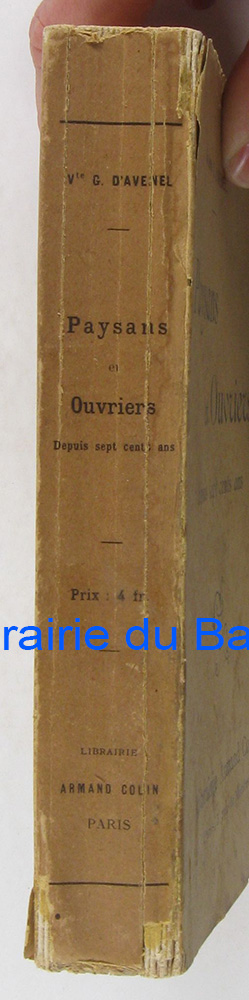 Vte G. D'AVENEL
Paysans
et
Ouvriers
Depuis sept cents ans
Prix : 4 fr.
rairie du Ba
LIBRAIRIE
ARMAND COLIN
PARIS
Ouvriers